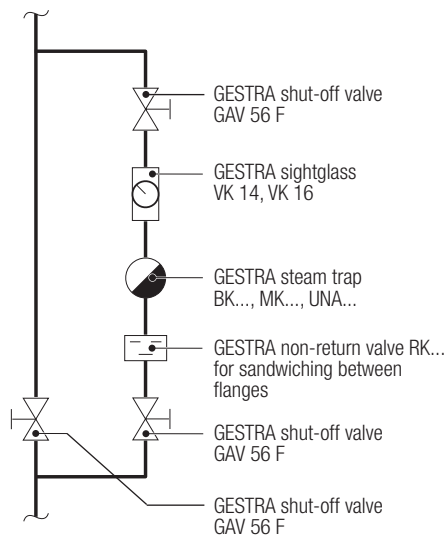 GESTRA shut-off valve
GAV 56 F
GESTRA sightglass
VK 14, VK 16
GESTRA steam trap
BK..., MK..., UNA...
GESTRA non-return valve RK...
for sandwiching between
flanges
GESTRA shut-off valve
GAV 56 F
GESTRA shut-off valve
GAV 56 F